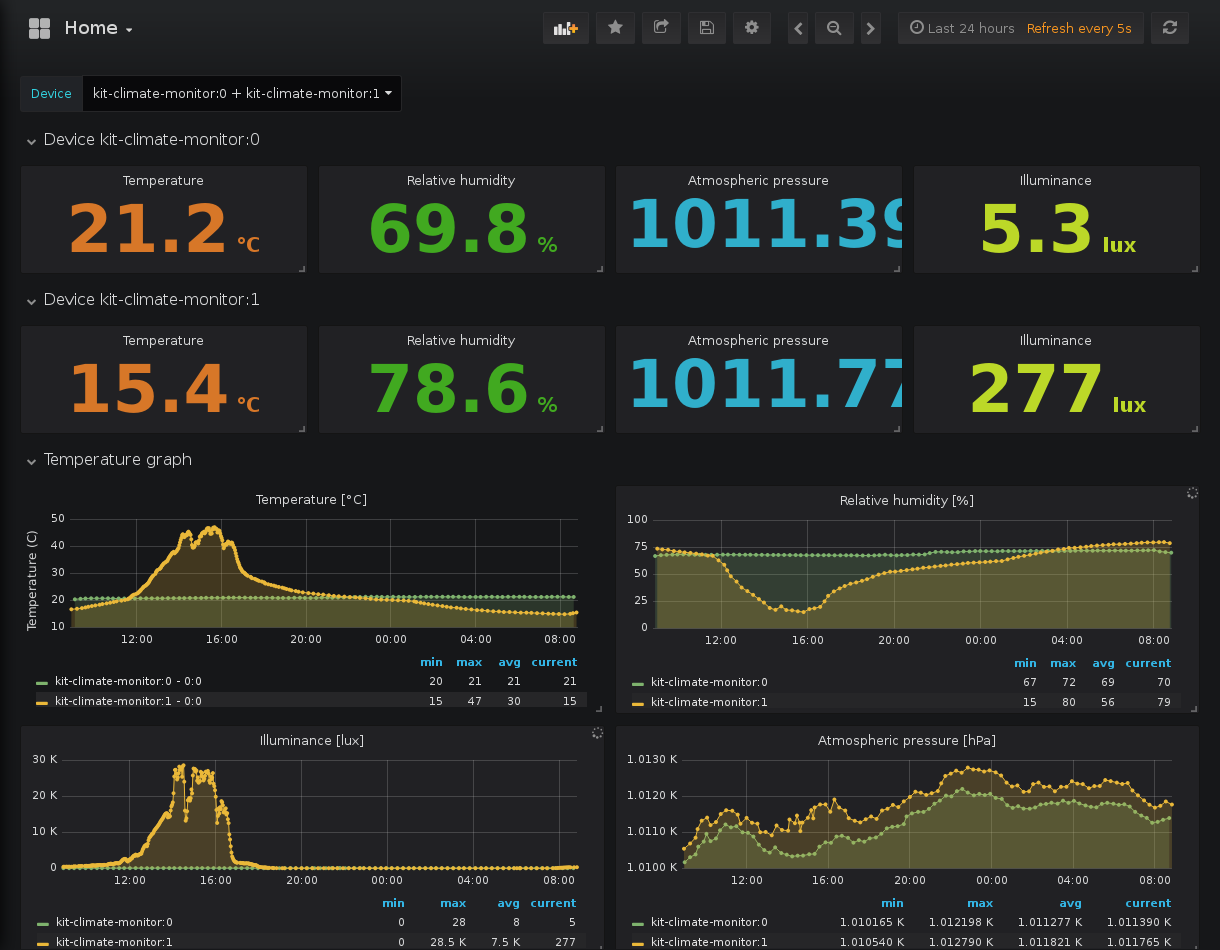 Home
Last 24 hours Refresh every 5s
Device kit-climate-monitor:0 + kit-climate-monitor:1
Device kit-climate-monitor:0
Temperature Relative humidity Atmospheric pressure Illuminance
21.2 °C 69.8 % 1011.39 5.3 lux
Device kit-climate-monitor:1
Temperature Relative humidity Atmospheric pressure Illuminance
15.4 °C 78.6 % 1011.77 277 lux
Temperature graph
Temperature [°C]
Temperature (C)
50
40
30
20
10
12:00 16:00 20:00 00:00 04:00 08:00
min max avg current
kit-climate-monitor:0 - 0:0 20 21 21 21
kit-climate-monitor:1 - 0:0 15 47 30 15
Relative humidity [%]
100
75
50
25
0
12:00 16:00 20:00 00:00 04:00 08:00
min max avg current
kit-climate-monitor:0 67 72 69 70
kit-climate-monitor:1 15 80 56 79
Illuminance [lux]
30 K
20 K
10 K
0
12:00 16:00 20:00 00:00 04:00 08:00
min max avg current
kit-climate-monitor:0 0 28 8 5
kit-climate-monitor:1 0 28.5 K 7.5 K 277
Atmospheric pressure [hPa]
1.0130 K
1.0120 K
1.0110 K
1.0100 K
12:00 16:00 20:00 00:00 04:00 08:00
min max avg current
kit-climate-monitor:0 1.010165 K 1.012198 K 1.011277 K 1.011390 K
kit-climate-monitor:1 1.010540 K 1.012790 K 1.011821 K 1.011765 K